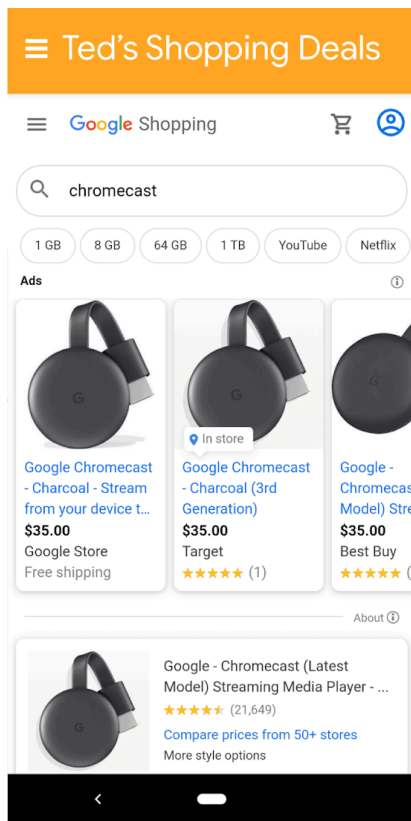 Ted's Shopping Deals
Google Shopping
chromecast
1 GB
8 GB
64 GB
1 TB
YouTube
Netflix
Ads
G
G
G
In store
Google Chromecast
- Charcoal - Stream
from your device t...
$35.00
Google Store
Free shipping
Google Chromecast
- Charcoal (3rd
Generation)
$35.00
Target
(1)
Google -
Chromecas
Model) Stre
$35.00
Best Buy
(
About
G
Google - Chromecast (Latest
Model) Streaming Media Player - ...
(21,649)
Compare prices from 50+ stores
More style options